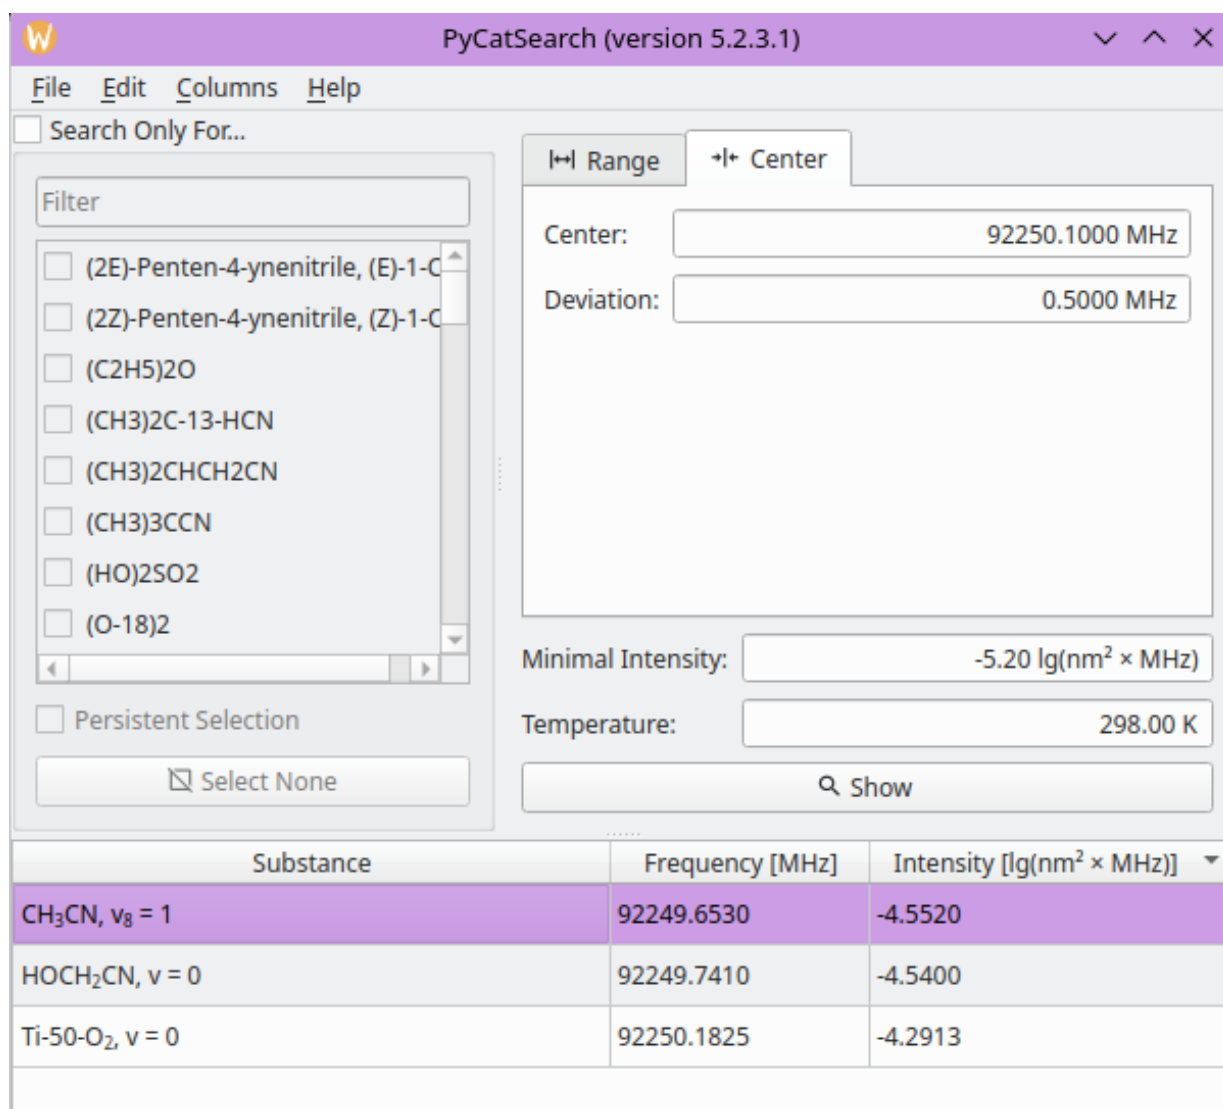 PyCatSearch (version 5.2.3.1)
File Edit Columns Help
Search Only For...
Filter
(2E)-Penten-4-ynenitrile, (E)-1-C
(2Z)-Penten-4-ynenitrile, (Z)-1-C
(C2H5)2O
(CH3)2C-13-HCN
(CH3)2CHCH2CN
(CH3)3CCN
(HO)2SO2
(O-18)2
Persistent Selection
Select None
Range Center
Center: 92250.1000 MHz
Deviation: 0.5000 MHz
Minimal Intensity: -5.20 lg(nm² × MHz)
Temperature: 298.00 K
Show
Substance Frequency [MHz] Intensity [lg(nm² × MHz)]
CH₃CN, v₈ = 1 92249.6530 -4.5520
HOCH₂CN, v = 0 92249.7410 -4.5400
Ti-50-O₂, v = 0 92250.1825 -4.2913